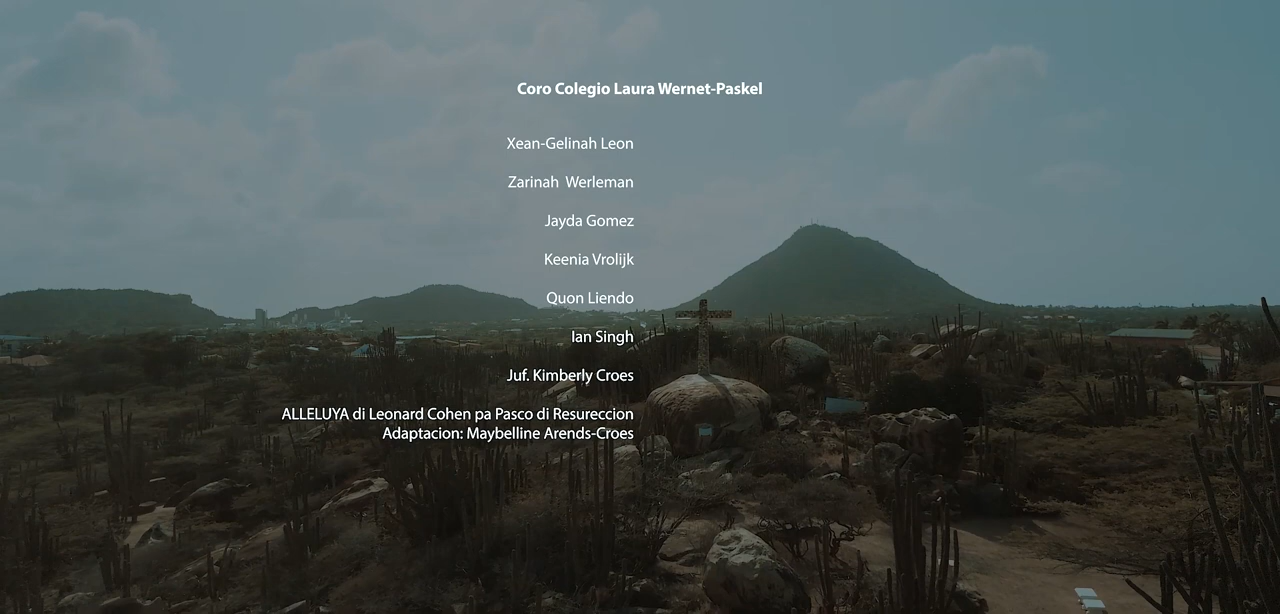 Coro Colegio Laura Wernet-Paskel
Xean-Gelinah Leon
Zarinah Werleman
Jayda Gomez
Keenia Vrolijk
Quon Liendo
Ian Singh
Juf. Kimberly Croes
ALLELUYA di Leonard Cohen pa Pasco di Resureccion
Adaptacion: Maybelline Arends-Croes